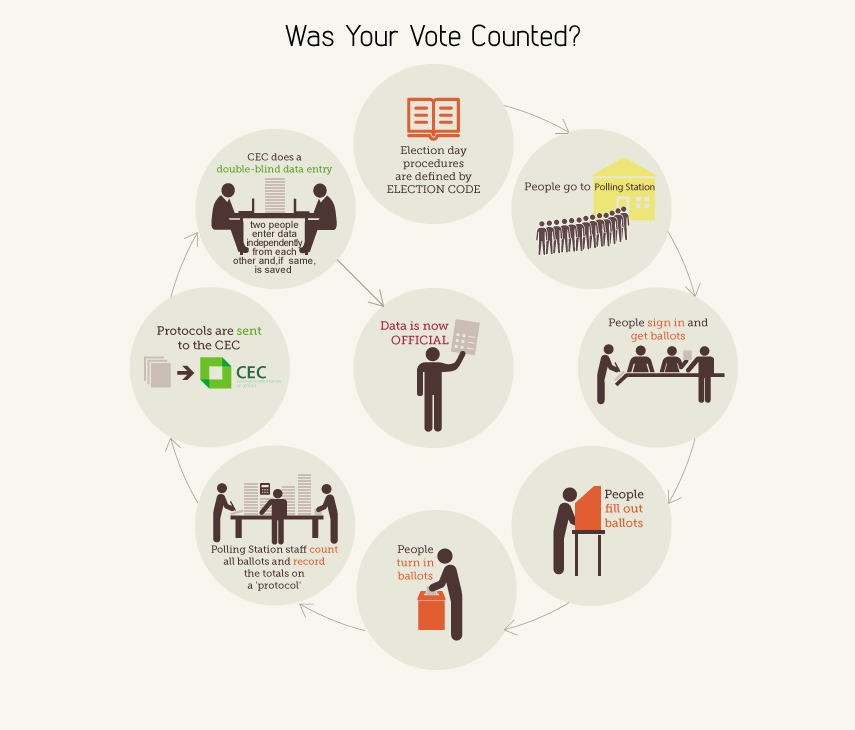 Was Your Vote Counted?
Election day
procedures
are defined by
ELECTION CODE
People go to Polling Station
People sign in and
get ballots
People
fill out
ballots
People
turn in
ballots
Polling Station staff count
all ballots and record
the totals on
a 'protocol'
Protocols are sent
to the CEC
CEC
CEC does a
double-blind data entry
two people
enter data
independently
from each
other and,if same,
is saved
Data is now
OFFICIAL